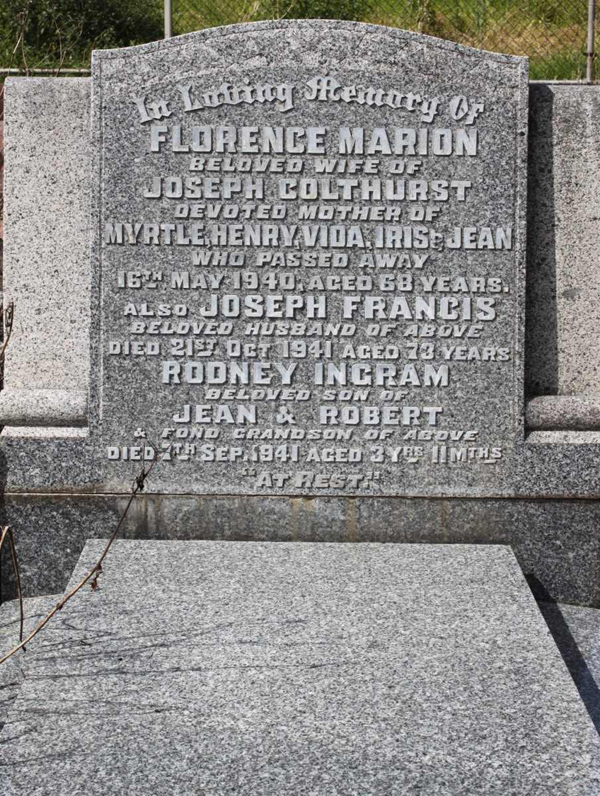 In Loving Memory Of
FLORENCE MARION
BELOVED WIFE OF
JOSEPH COLTHURST
DEVOTED MOTHER OF
MYRTLE, HENRY, VIDA, IRIS & JEAN
WHO PASSED AWAY
16TH MAY 1940, AGED 68 YEARS.
ALSO JOSEPH FRANCIS
BELOVED HUSBAND OF ABOVE
DIED 21ST OCT 1941 AGED 73 YEARS
RODNEY INGRAM
BELOVED SON OF
JEAN & ROBERT
& FOND GRANDSON OF ABOVE
DIED 7TH SEP. 1941 AGED 3 YRS 11 MTHS
"AT REST."